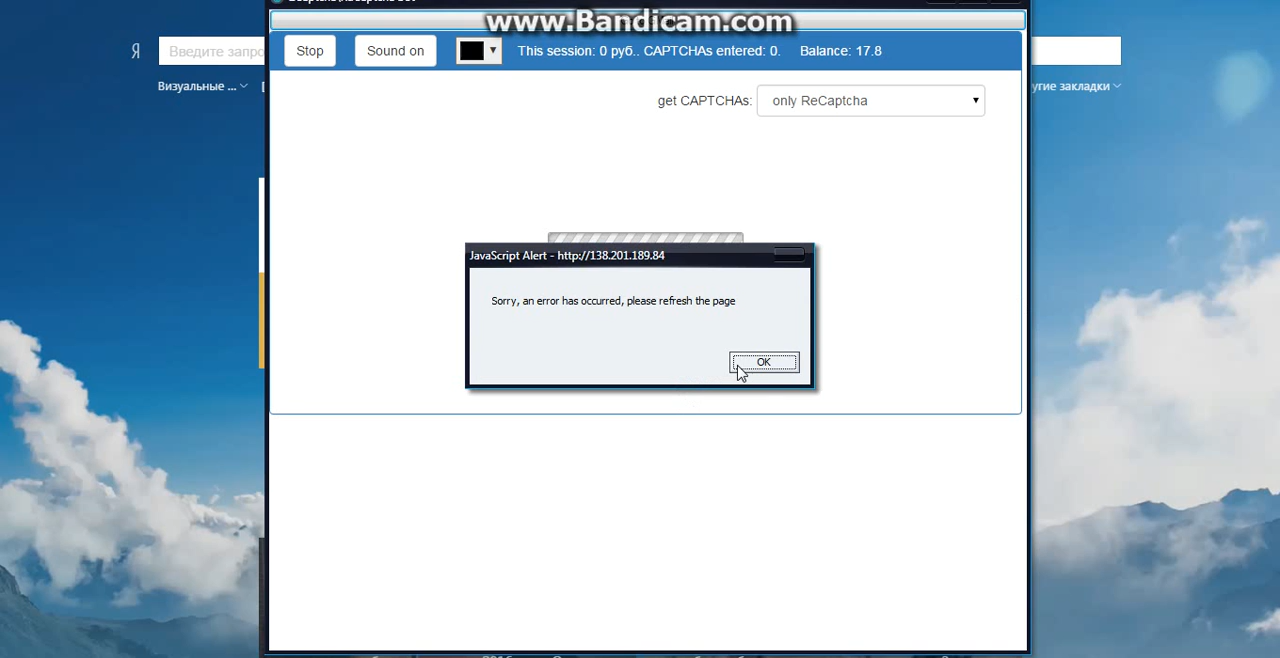 www.Bandicam.com
Я
Введите запро
Stop
Sound on
This session: 0 руб.. CAPTCHAs entered: 0.
Balance: 17.8
Визуальные ...
другие закладки
get CAPTCHAs:
only ReCaptcha
JavaScript Alert - http://138.201.189.84
Sorry, an error has occurred, please refresh the page
OK